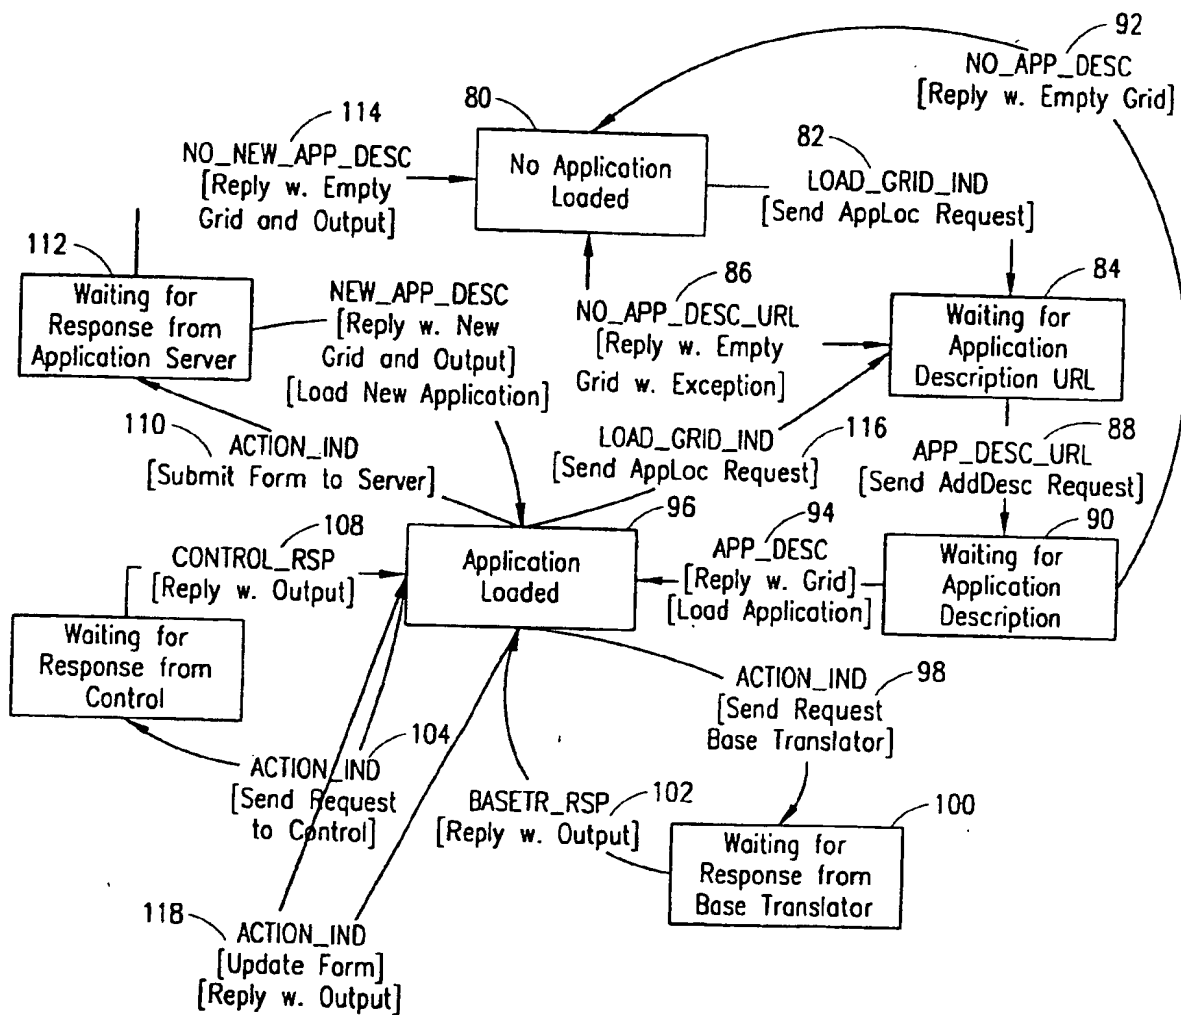 92
NO_APP_DESC
[Reply w. Empty Grid]
80
114
NO_NEW_APP_DESC
[Reply w. Empty
Grid and Output]
No Application
Loaded
82
LOAD_GRID_IND
[Send AppLoc Request]
112
Waiting for
Response from
Application Server
NEW_APP_DESC
[Reply w. New
Grid and Output]
[Load New Application]
86
NO_APP_DESC_URL
[Reply w. Empty
Grid w. Exception]
84
Waiting for
Application
Description URL
110
ACTION_IND
[Submit Form to Server]
LOAD_GRID_IND
116
[Send AppLoc Request]
88
APP_DESC_URL
[Send AddDesc Request]
108
CONTROL_RSP
[Reply w. Output]
96
Application
Loaded
94
APP_DESC
[Reply w. Grid]
[Load Application]
90
Waiting for
Application
Description
Waiting for
Response from
Control
104
ACTION_IND
[Send Request
to Control]
98
ACTION_IND
[Send Request
Base Translator]
102
BASETR_RSP
[Reply w. Output]
100
Waiting for
Response from
Base Translator
118
ACTION_IND
[Update Form]
[Reply w. Output]